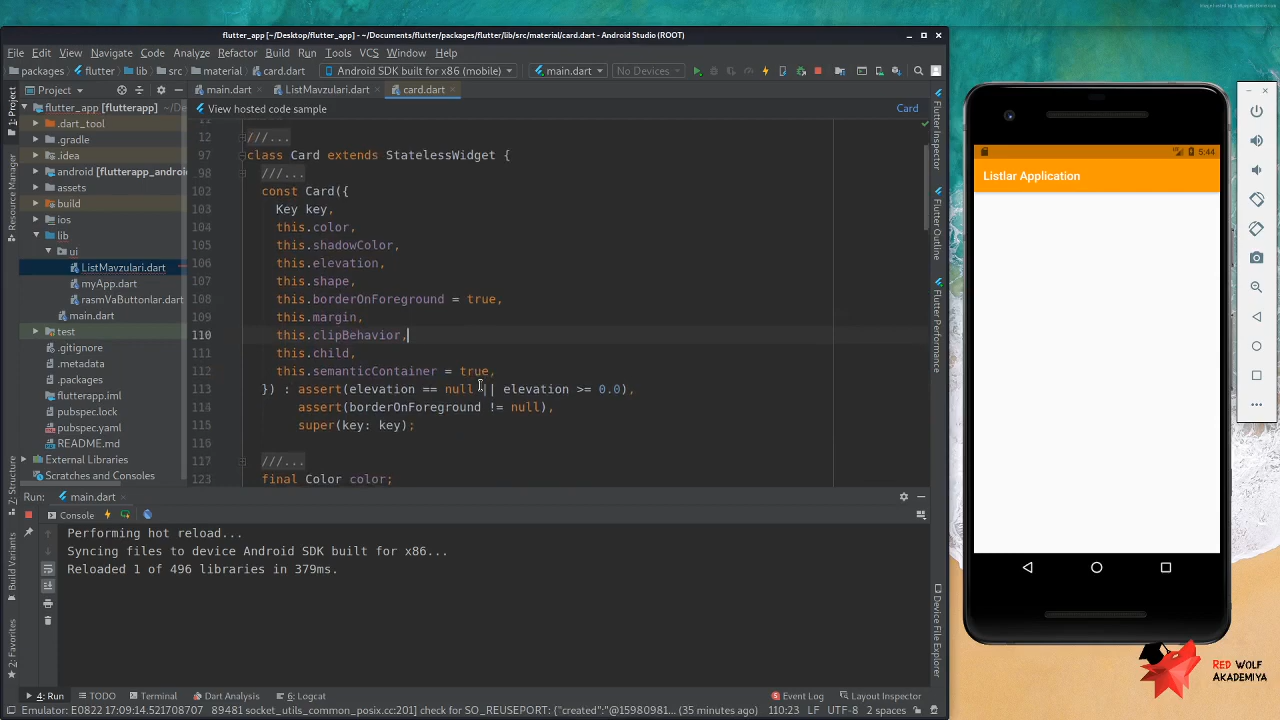 flutter_app [~/Desktop/flutter_app] - ~/Documents/flutter/packages/flutter/lib/src/material/card.dart - Android Studio (ROOT)
File Edit View Navigate Code Analyze Refactor Build Run Tools VCS Window Help
packages flutter lib src material card.dart Android SDK built for x86 (mobile) main.dart No Devices
Project main.dart ListMavzulari.dart card.dart
1: Project
Resource Manager
Z: Structure
Build Variants
2: Favorites
flutter_app [flutterapp] ~/De
.dart_tool
.gradle
.idea
android [flutterapp_andro
assets
build
ios
lib
ui
ListMavzulari.dart
myApp.dart
rasmVaButtonlar.dart
main.dart
test
.gitignore
.metadata
.packages
flutterapp.iml
pubspec.lock
pubspec.yaml
README.md
External Libraries
Scratches and Consoles
View hosted code sample Card
12 ///...
97 class Card extends StatelessWidget {
98 ///...
102 const Card({
103 Key key,
104 this.color,
105 this.shadowColor,
106 this.elevation,
107 this.shape,
108 this.borderOnForeground = true,
109 this.margin,
110 this.clipBehavior,
111 this.child,
112 this.semanticContainer = true,
113 }) : assert(elevation == null || elevation >= 0.0),
114 assert(borderOnForeground != null),
115 super(key: key);
116
117 ///...
123 final Color color;
Flutter Inspector
Flutter Outline
Flutter Performance
Device File Explorer
Run: main.dart
Console
Performing hot reload...
Syncing files to device Android SDK built for x86...
Reloaded 1 of 496 libraries in 379ms.
4: Run TODO Terminal Dart Analysis 6: Logcat Event Log Layout Inspector
Emulator: E0822 17:09:14.521708707 89481 socket_utils_common_posix.cc:201] check for SO_REUSEPORT: {"created":"@15980981... (35 minutes ago) 110:23 LF UTF-8 2 spaces
5:44
Listlar Application
RED WOLF
AKADEMIYA